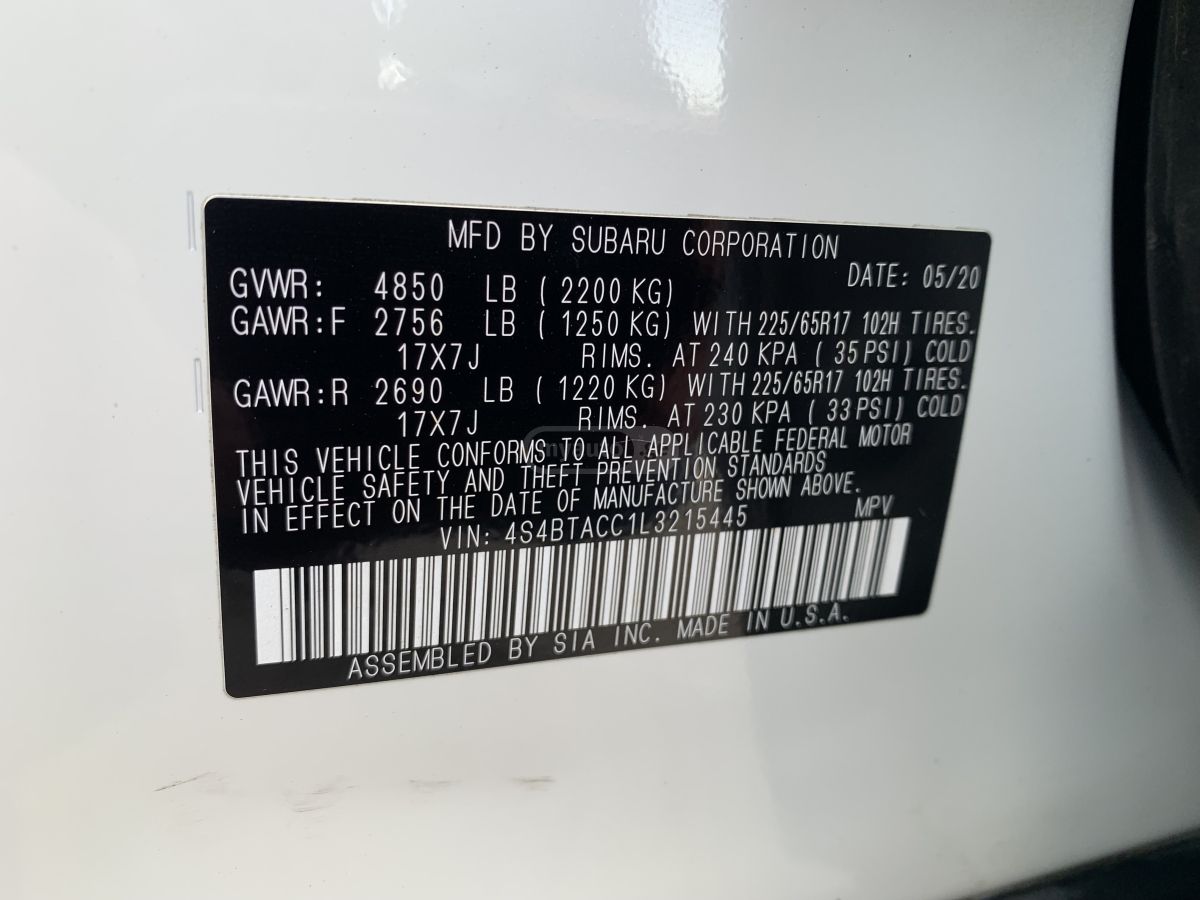 MFD BY SUBARU CORPORATION
DATE: 05/20
GVWR: 4850 LB ( 2200 KG)
GAWR:F 2756 LB ( 1250 KG) WITH 225/65R17 102H TIRES.
17X7J RIMS. AT 240 KPA ( 35 PSI) COLD
GAWR:R 2690 LB ( 1220 KG) WITH 225/65R17 102H TIRES.
17X7J RIMS. AT 230 KPA ( 33 PSI) COLD
THIS VEHICLE CONFORMS TO ALL APPLICABLE FEDERAL MOTOR
VEHICLE SAFETY AND THEFT PREVENTION STANDARDS
IN EFFECT ON THE DATE OF MANUFACTURE SHOWN ABOVE.
VIN: 4S4BTACC1L3215445 MPV
ASSEMBLED BY SIA INC. MADE IN U.S.A.